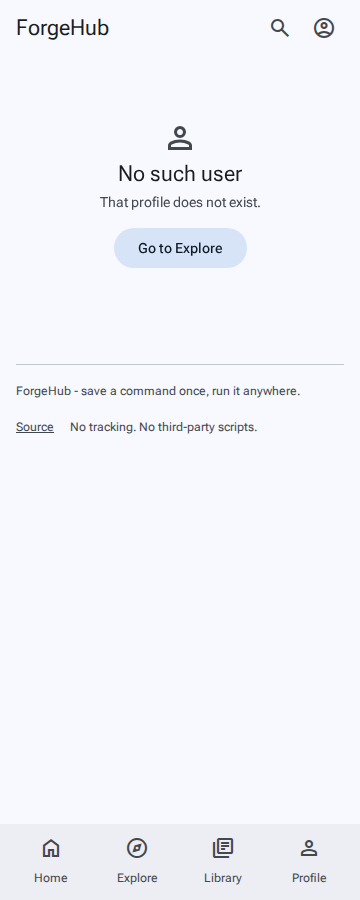 ForgeHub
No such user
That profile does not exist.
Go to Explore
ForgeHub - save a command once, run it anywhere.
Source No tracking. No third-party scripts.
Home Explore Library Profile